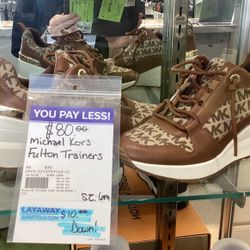 YOU PAY LESS!
$80.00
Michael Kors
Fulton Trainers
SZ: 6m
LAYAWAY
$10.00
Down!